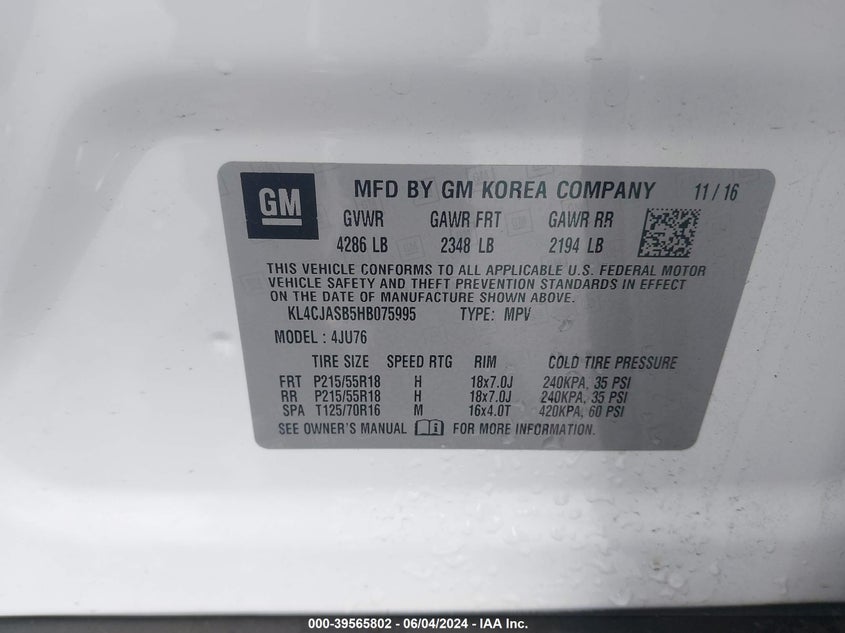 GM
MFD BY GM KOREA COMPANY 11/16
GVWR GAWR FRT GAWR RR
4286 LB 2348 LB 2194 LB
THIS VEHICLE CONFORMS TO ALL APPLICABLE U.S. FEDERAL MOTOR
VEHICLE SAFETY AND THEFT PREVENTION STANDARDS IN EFFECT
ON THE DATE OF MANUFACTURE SHOWN ABOVE.
KL4CJASB5HB075995 TYPE: MPV
MODEL : 4JU76
TIRE SIZE SPEED RTG RIM COLD TIRE PRESSURE
FRT P215/55R18 H 18x7.0J 240KPA, 35 PSI
RR P215/55R18 H 18x7.0J 240KPA, 35 PSI
SPA T125/70R16 M 16x4.0T 420KPA, 60 PSI
SEE OWNER'S MANUAL FOR MORE INFORMATION.
000-39565802 - 06/04/2024 - IAA Inc.